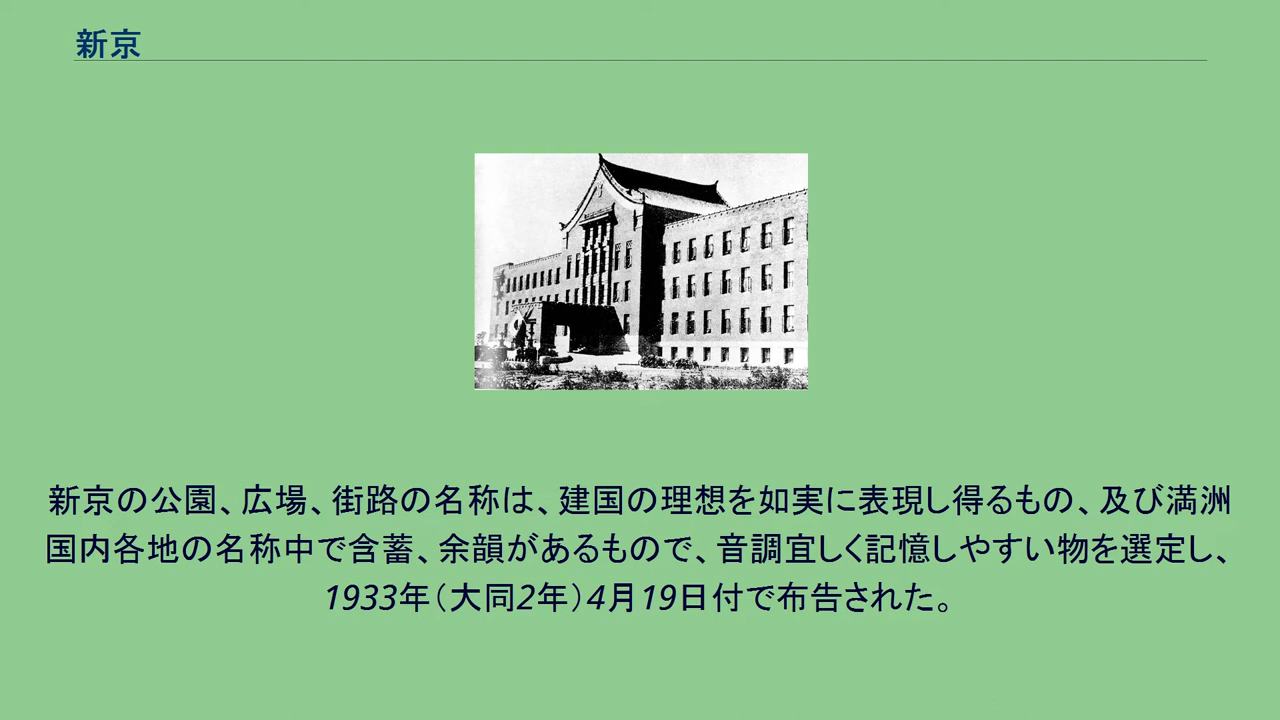 新京
新京の公園、広場、街路の名称は、建国の理想を如実に表現し得るもの、及び満洲
国内各地の名称中で含蓄、余韻があるもので、音調宜しく記憶しやすい物を選定し、
1933年（大同2年）4月19日付で布告された。